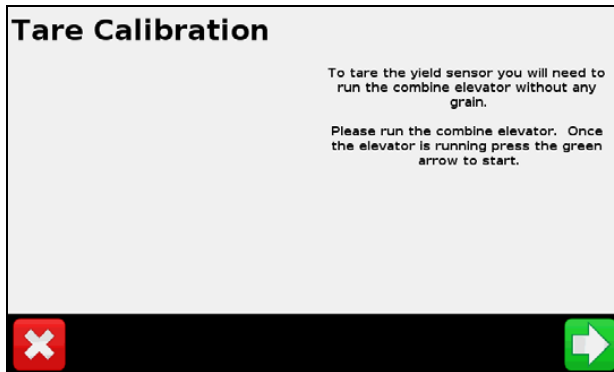 Tare Calibration
To tare the yield sensor you will need to
run the combine elevator without any
grain.
Please run the combine elevator. Once
the elevator is running press the green
arrow to start.